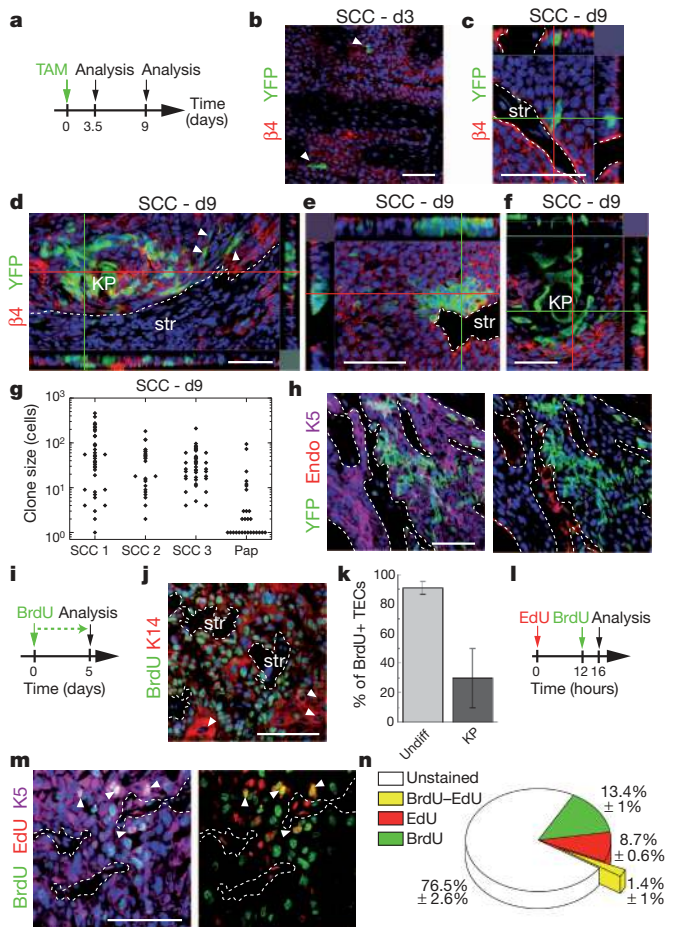 a
TAM Analysis Analysis
0 3.5 9
Time
(days)
b
SCC - d3
β4 YFP
c
SCC - d9
β4 YFP
str
d
SCC - d9
β4 YFP
KP
str
e
SCC - d9
str
f
SCC - d9
KP
g
SCC - d9
Clone size (cells)
10³
10²
10¹
10⁰
SCC 1 SCC 2 SCC 3 Pap
h
YFP Endo K5
i
BrdU Analysis
0 5
Time (days)
j
BrdU K14
str
str
k
% of BrdU+ TECs
100
80
60
40
20
0
Undiff KP
l
EdU BrdU Analysis
0 12 16
Time (hours)
m
BrdU EdU K5
n
Unstained
BrdU–EdU
EdU
BrdU
13.4%
± 1%
8.7%
± 0.6%
1.4%
± 1%
76.5%
± 2.6%